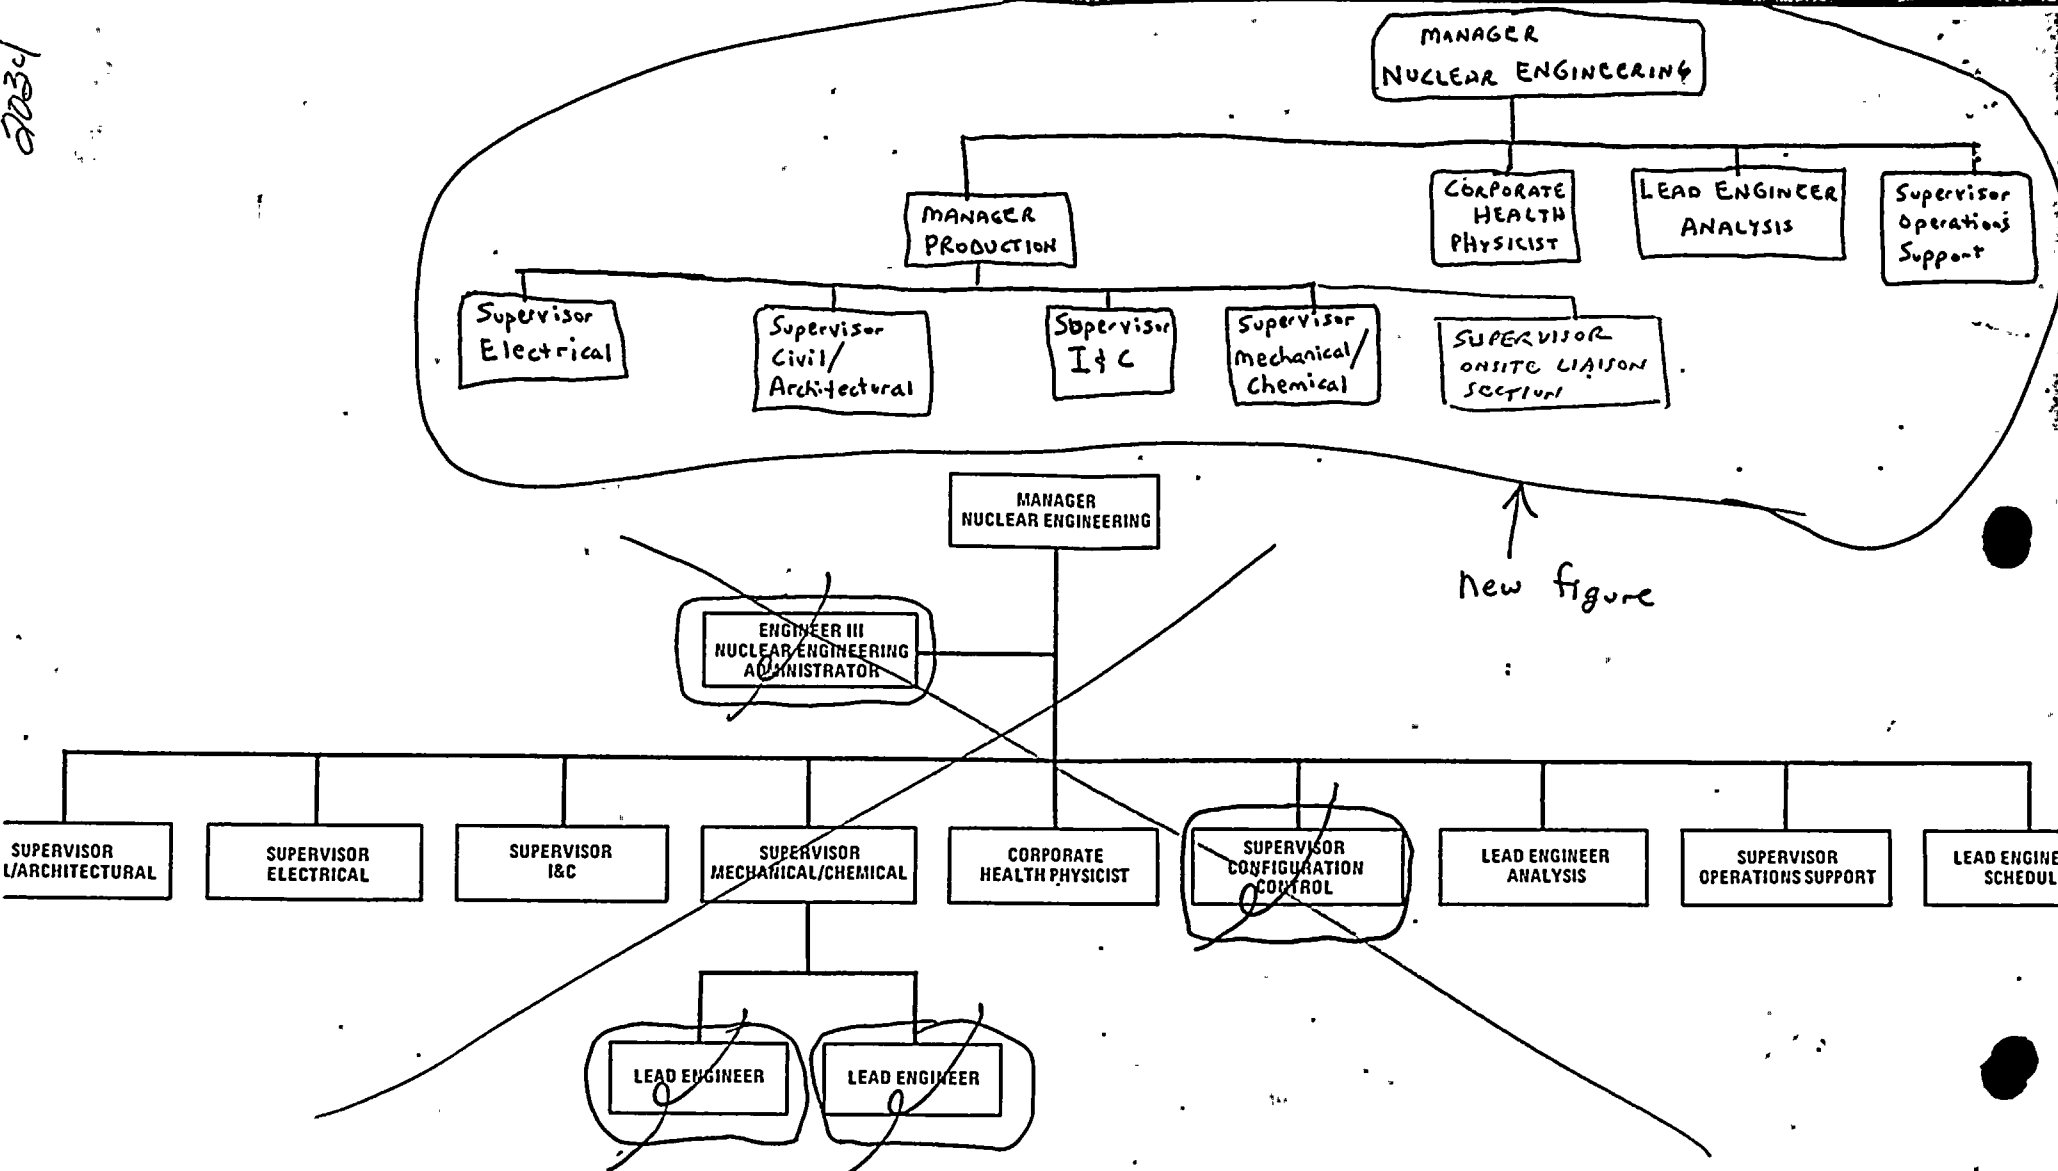 2034
MANAGER
NUCLEAR ENGINEERING
MANAGER
PRODUCTION
CORPORATE
HEALTH
PHYSICIST
LEAD ENGINEER
ANALYSIS
Supervisor
Operations
Support
Supervisor
Electrical
Supervisor
Civil/
Architectural
Supervisor
I & C
Supervisor
Mechanical/
Chemical
SUPERVISOR
ONSITE LIAISON
SECTION
new figure
MANAGER
NUCLEAR ENGINEERING
ENGINEER III
NUCLEAR ENGINEERING
ADMINISTRATOR
SUPERVISOR
L/ARCHITECTURAL
SUPERVISOR
ELECTRICAL
SUPERVISOR
I&C
SUPERVISOR
MECHANICAL/CHEMICAL
CORPORATE
HEALTH PHYSICIST
SUPERVISOR
CONFIGURATION
CONTROL
LEAD ENGINEER
ANALYSIS
SUPERVISOR
OPERATIONS SUPPORT
LEAD ENGINE
SCHEDUL
LEAD ENGINEER
LEAD ENGINEER